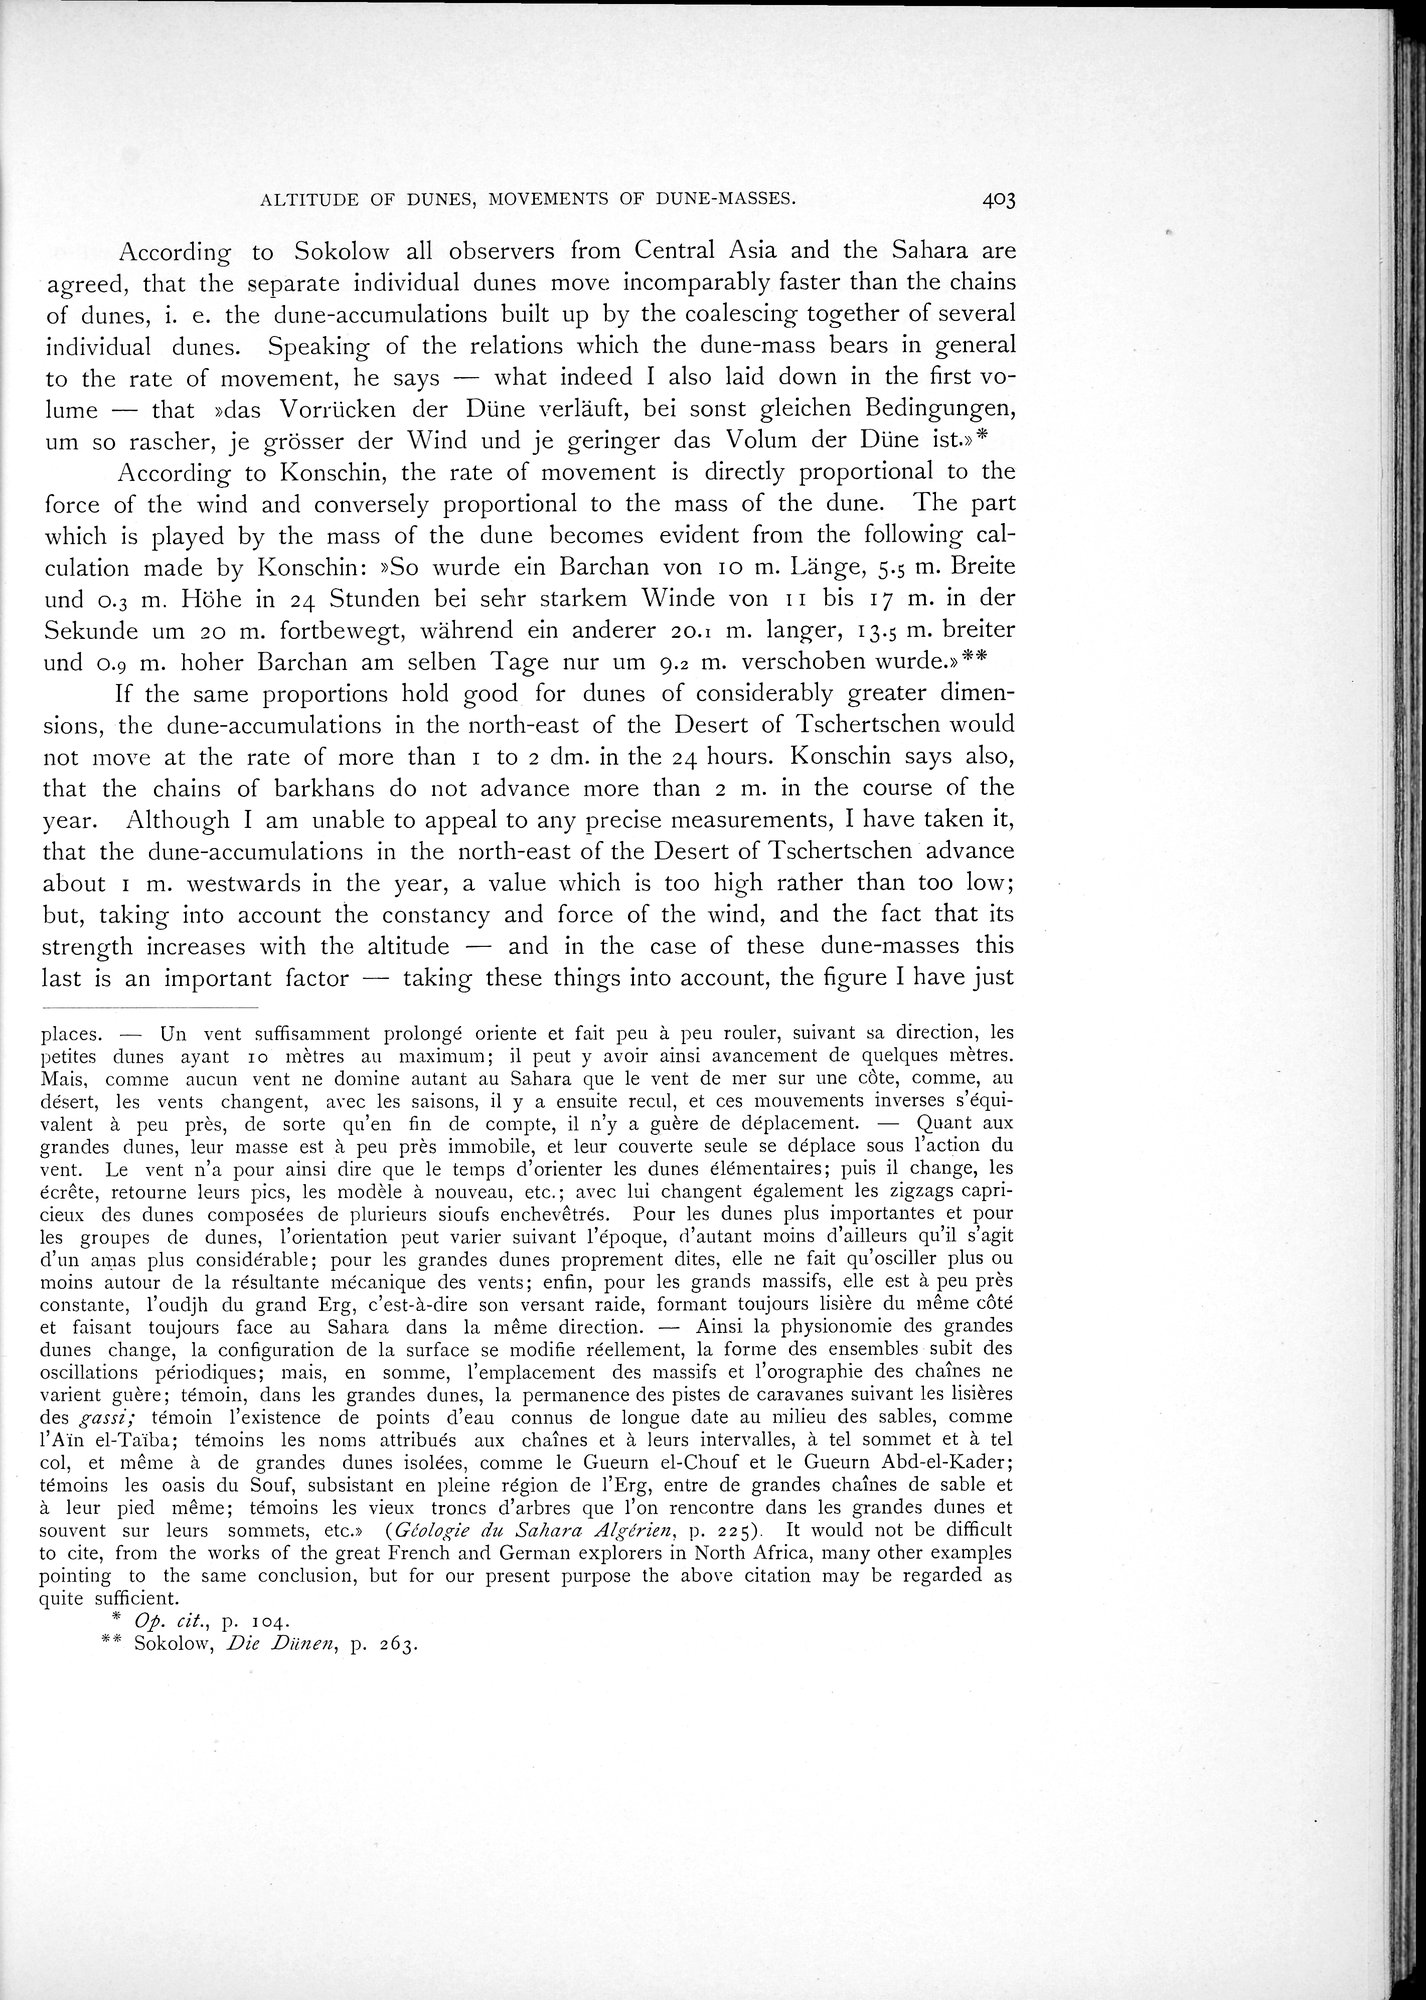 ALTITUDE OF DUNES, MOVEMENTS OF DUNE-MASSES. 403
According to Sokolow all observers from Central Asia and the Sahara are
agreed, that the separate individual dunes move incomparably faster than the chains
of dunes, i. e. the dune-accumulations built up by the coalescing together of several
individual dunes. Speaking of the relations which the dune-mass bears in general
to the rate of movement, he says — what indeed I also laid down in the first vo-
lume — that »das Vorrücken der Düne verläuft, bei sonst gleichen Bedingungen,
um so rascher, je grösser der Wind und je geringer das Volum der Düne ist.»*
According to Konschin, the rate of movement is directly proportional to the
force of the wind and conversely proportional to the mass of the dune. The part
which is played by the mass of the dune becomes evident from the following cal-
culation made by Konschin: »So wurde ein Barchan von 10 m. Länge, 5.5 m. Breite
und 0.3 m. Höhe in 24 Stunden bei sehr starkem Winde von 11 bis 17 m. in der
Sekunde um 20 m. fortbewegt, während ein anderer 20.1 m. langer, 13.5 m. breiter
und 0.9 m. hoher Barchan am selben Tage nur um 9.2 m. verschoben wurde.»**
If the same proportions hold good for dunes of considerably greater dimen-
sions, the dune-accumulations in the north-east of the Desert of Tschertschen would
not move at the rate of more than 1 to 2 dm. in the 24 hours. Konschin says also,
that the chains of barkhans do not advance more than 2 m. in the course of the
year. Although I am unable to appeal to any precise measurements, I have taken it,
that the dune-accumulations in the north-east of the Desert of Tschertschen advance
about 1 m. westwards in the year, a value which is too high rather than too low;
but, taking into account the constancy and force of the wind, and the fact that its
strength increases with the altitude — and in the case of these dune-masses this
last is an important factor — taking these things into account, the figure I have just
places. — Un vent suffisamment prolongé oriente et fait peu à peu rouler, suivant sa direction, les
petites dunes ayant 10 mètres au maximum; il peut y avoir ainsi avancement de quelques mètres.
Mais, comme aucun vent ne domine autant au Sahara que le vent de mer sur une côte, comme, au
désert, les vents changent, avec les saisons, il y a ensuite recul, et ces mouvements inverses s'équi-
valent à peu près, de sorte qu'en fin de compte, il n'y a guère de déplacement. — Quant aux
grandes dunes, leur masse est à peu près immobile, et leur couverte seule se déplace sous l'action du
vent. Le vent n'a pour ainsi dire que le temps d'orienter les dunes élémentaires; puis il change, les
écrête, retourne leurs pics, les modèle à nouveau, etc.; avec lui changent également les zigzags capri-
cieux des dunes composées de plurieurs sioufs enchevêtrés. Pour les dunes plus importantes et pour
les groupes de dunes, l'orientation peut varier suivant l'époque, d'autant moins d'ailleurs qu'il s'agit
d'un amas plus considérable; pour les grandes dunes proprement dites, elle ne fait qu'osciller plus ou
moins autour de la résultante mécanique des vents; enfin, pour les grands massifs, elle est à peu près
constante, l'oudjh du grand Erg, c'est-à-dire son versant raide, formant toujours lisière du même côté
et faisant toujours face au Sahara dans la même direction. — Ainsi la physionomie des grandes
dunes change, la configuration de la surface se modifie réellement, la forme des ensembles subit des
oscillations périodiques; mais, en somme, l'emplacement des massifs et l'orographie des chaînes ne
varient guère; témoin, dans les grandes dunes, la permanence des pistes de caravanes suivant les lisières
des gassi; témoin l'existence de points d'eau connus de longue date au milieu des sables, comme
l'Aïn el-Taïba; témoins les noms attribués aux chaînes et à leurs intervalles, à tel sommet et à tel
col, et même à de grandes dunes isolées, comme le Gueurn el-Chouf et le Gueurn Abd-el-Kader;
témoins les oasis du Souf, subsistant en pleine région de l'Erg, entre de grandes chaînes de sable et
à leur pied même; témoins les vieux troncs d'arbres que l'on rencontre dans les grandes dunes et
souvent sur leurs sommets, etc.» (Géologie du Sahara Algérien, p. 225). It would not be difficult
to cite, from the works of the great French and German explorers in North Africa, many other examples
pointing to the same conclusion, but for our present purpose the above citation may be regarded as
quite sufficient.
* Op. cit., p. 104.
** Sokolow, Die Dünen, p. 263.